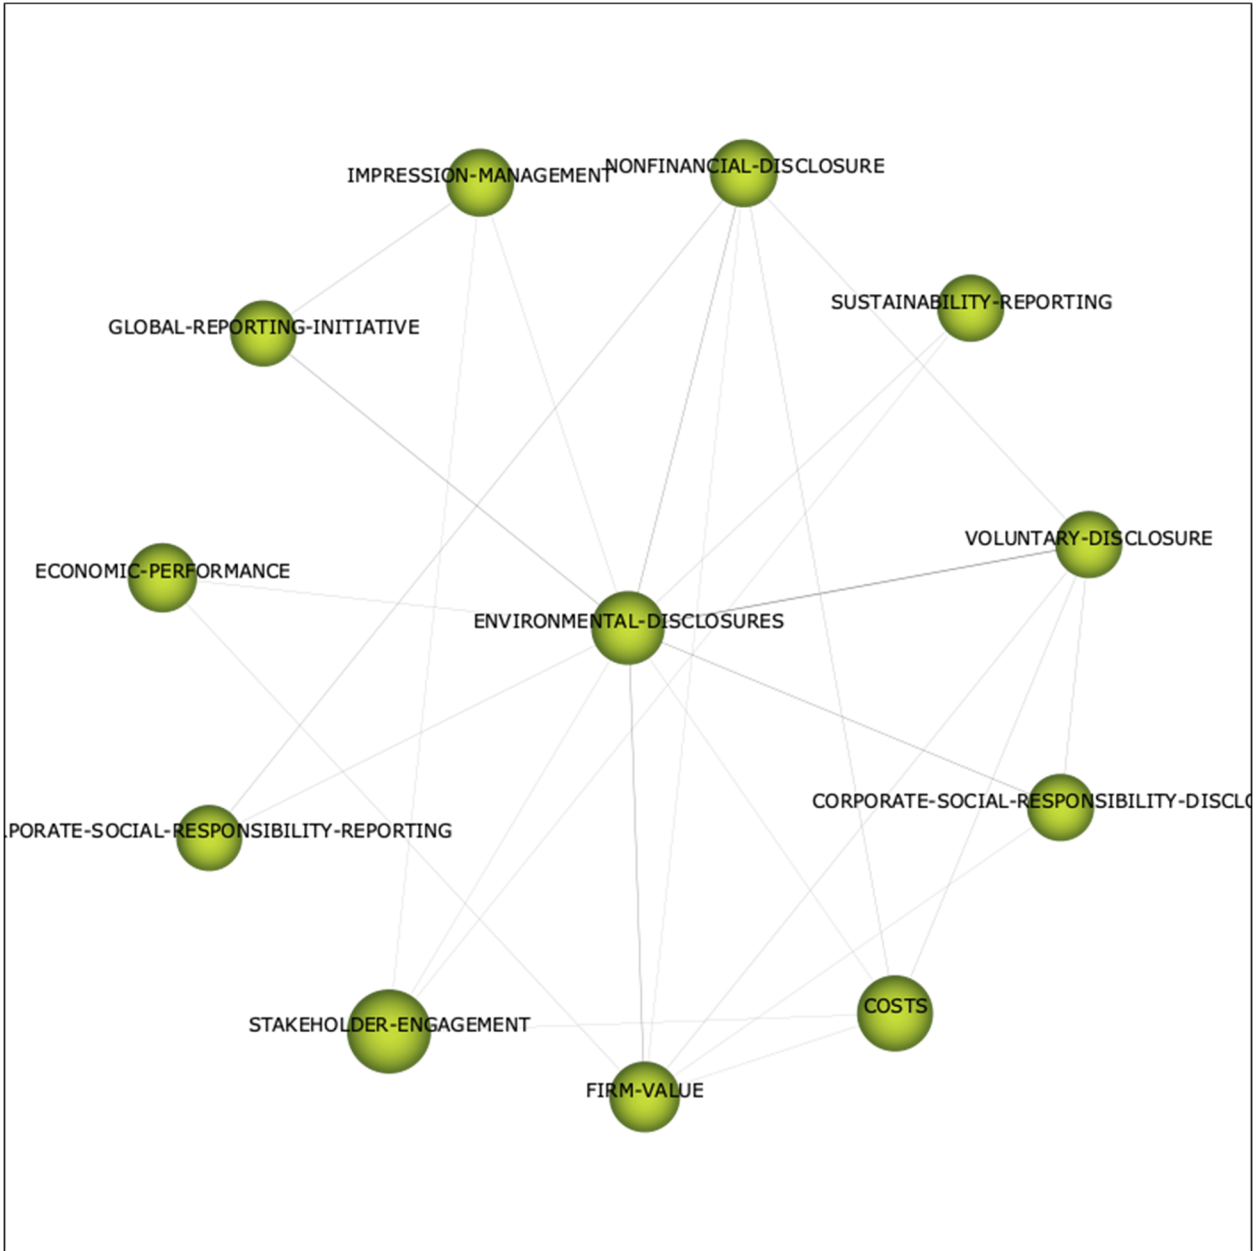 NONFINANCIAL-DISCLOSURE
IMPRESSION-MANAGEMENT
SUSTAINABILITY-REPORTING
GLOBAL-REPORTING-INITIATIVE
VOLUNTARY-DISCLOSURE
ECONOMIC-PERFORMANCE
ENVIRONMENTAL-DISCLOSURES
CORPORATE-SOCIAL-RESPONSIBILITY-DISCLO
PORATE-SOCIAL-RESPONSIBILITY-REPORTING
COSTS
STAKEHOLDER-ENGAGEMENT
FIRM-VALUE